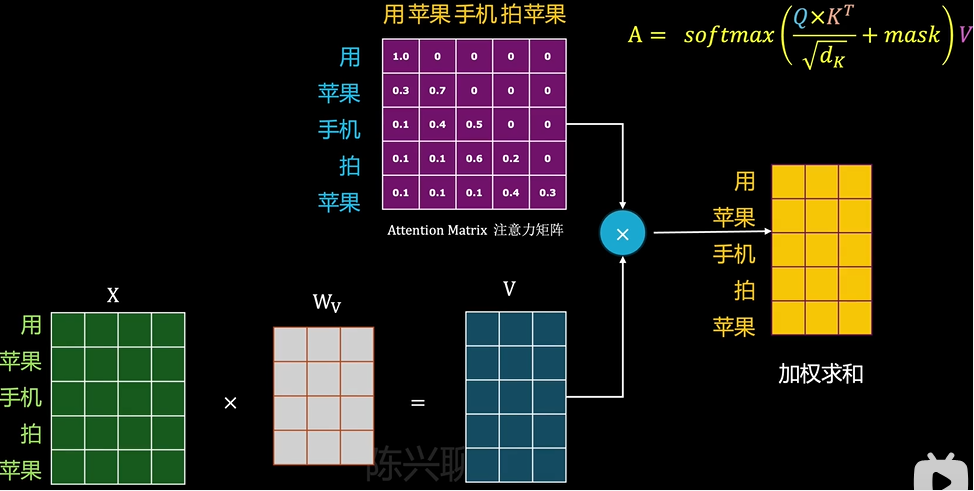 用 苹果 手机 拍 苹果
A = softmax(Q×K^T/√d_K + mask)V
用 1.0 0 0 0 0
苹果 0.3 0.7 0 0 0
手机 0.1 0.4 0.5 0 0
拍 0.1 0.1 0.6 0.2 0
苹果 0.1 0.1 0.1 0.4 0.3
Attention Matrix 注意力矩阵
×
用
苹果
手机
拍
苹果
加权求和
X
用
苹果
手机
拍
苹果
×
W_V
=
V
陈兴聊